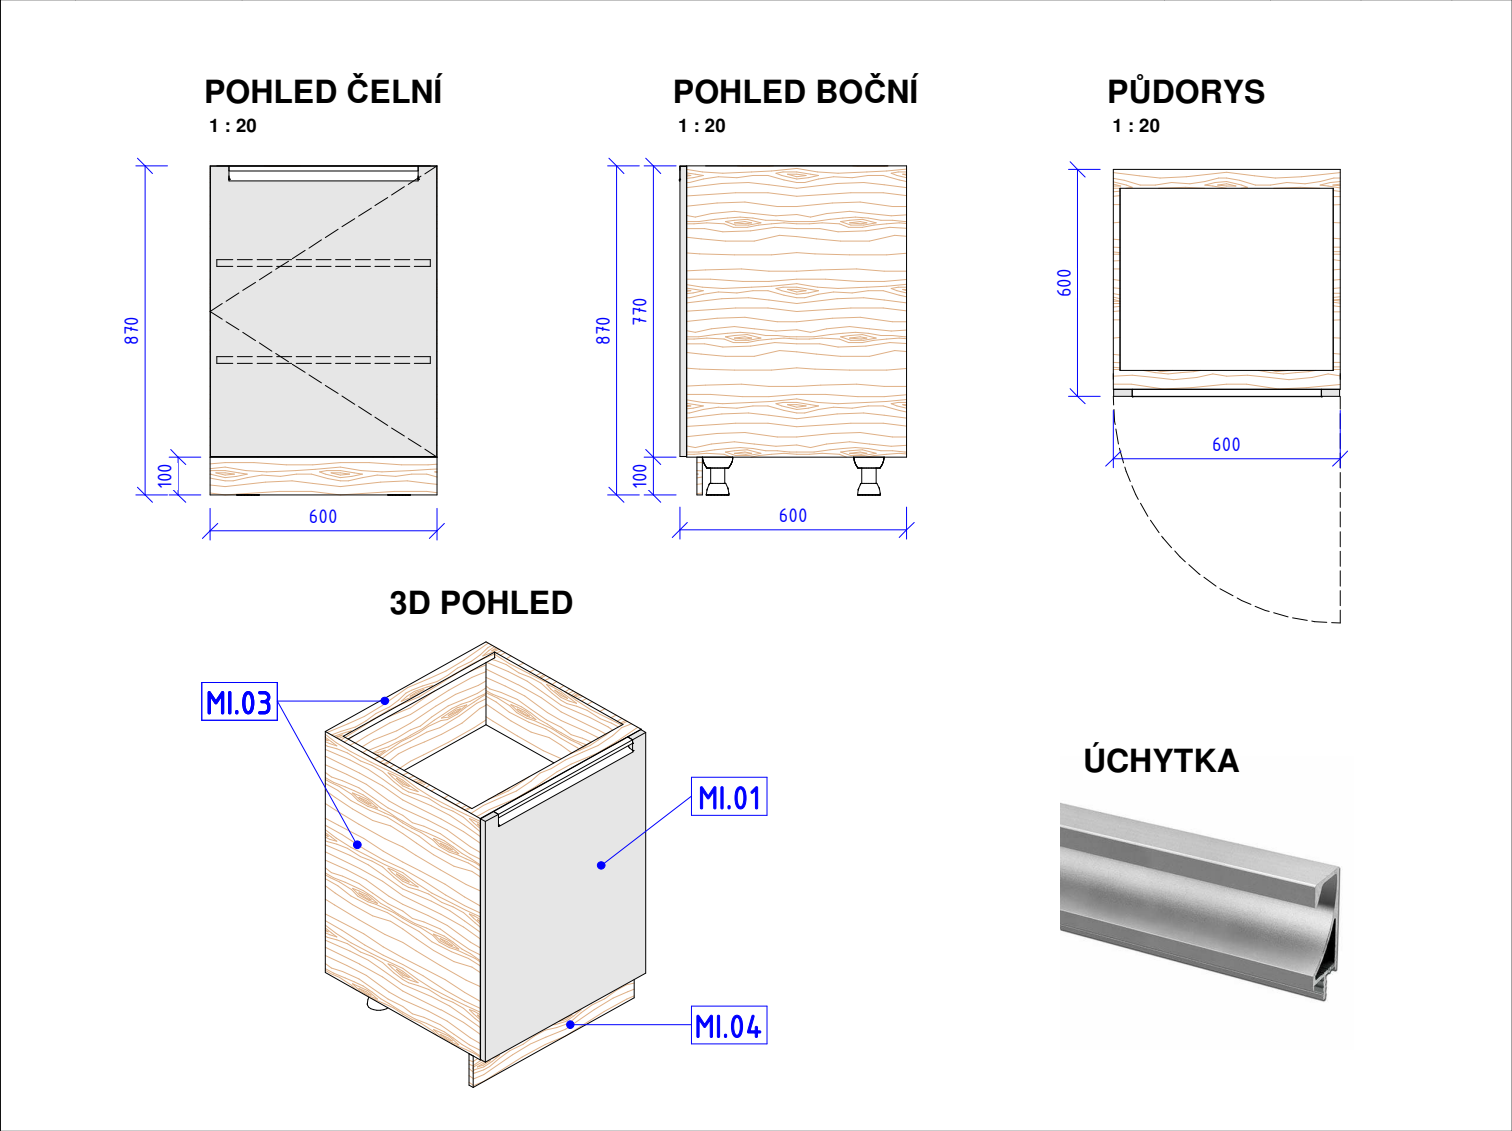 POHLED ČELNÍ
1 : 20
POHLED BOČNÍ
1 : 20
PŮDORYS
1 : 20
870
100
600
870
770
100
600
600
600
3D POHLED
MI.03
MI.01
MI.04
ÚCHYTKA